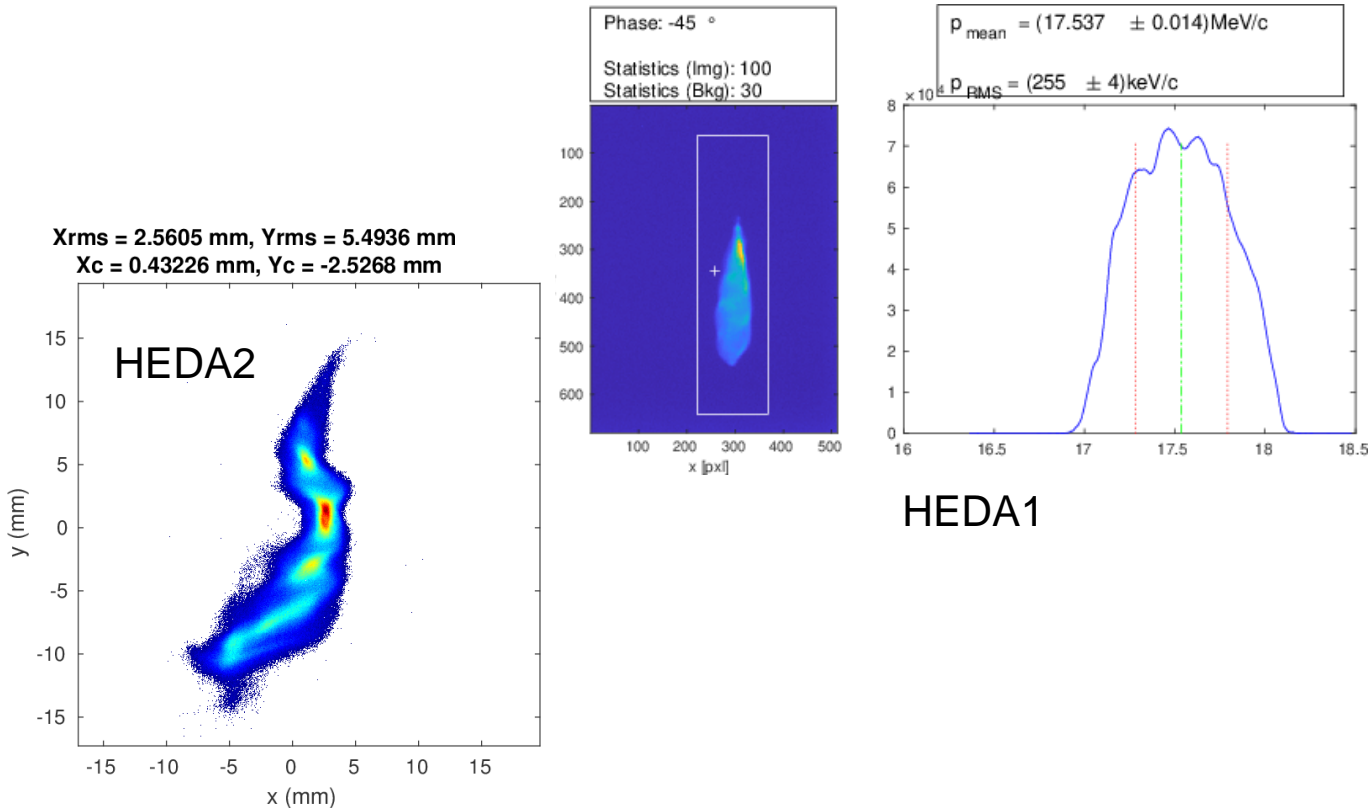 Xrms = 2.5605 mm, Yrms = 5.4936 mm
Xc = 0.43226 mm, Yc = -2.5268 mm
HEDA2
15
10
5
0
-5
-10
-15
y (mm)
-15 -10 -5 0 5 10 15
x (mm)
Phase: -45 °
Statistics (Img): 100
Statistics (Bkg): 30
100
200
300
400
500
600
100 200 300 400 500
x [pxl]
p mean = (17.537 ± 0.014)MeV/c
p RMS = (255 ± 4)keV/c
×10⁴
8
7
6
5
4
3
2
1
0
16 16.5 17 17.5 18 18.5
HEDA1